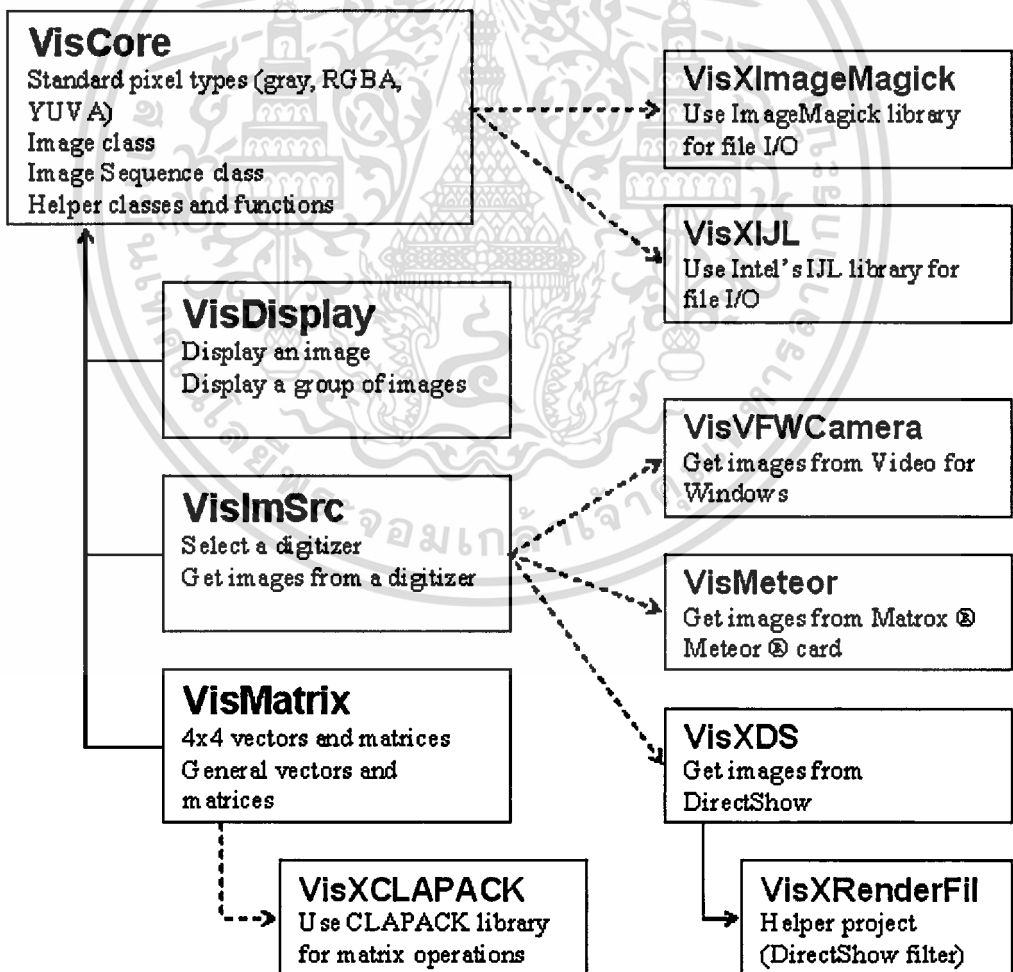 VisCore
Standard pixel types (gray, RGBA,
YUVA)
Image class
Image Sequence class
Helper classes and functions
VisXImageMagick
Use ImageMagick library
for file I/O
VisXIJL
Use Intel's IJL library for
file I/O
VisDisplay
Display an image
Display a group of images
VisImSrc
Select a digitizer
Get images from a digitizer
VisVFWCamera
Get images from Video for
Windows
VisMeteor
Get images from Matrox ®
Meteor ® card
VisMatrix
4x4 vectors and matrices
General vectors and
matrices
VisXDS
Get images from
DirectShow
VisXCLAPACK
Use CLAPACK library
for matrix operations
VisXRenderFil
Helper project
(DirectShow filter)